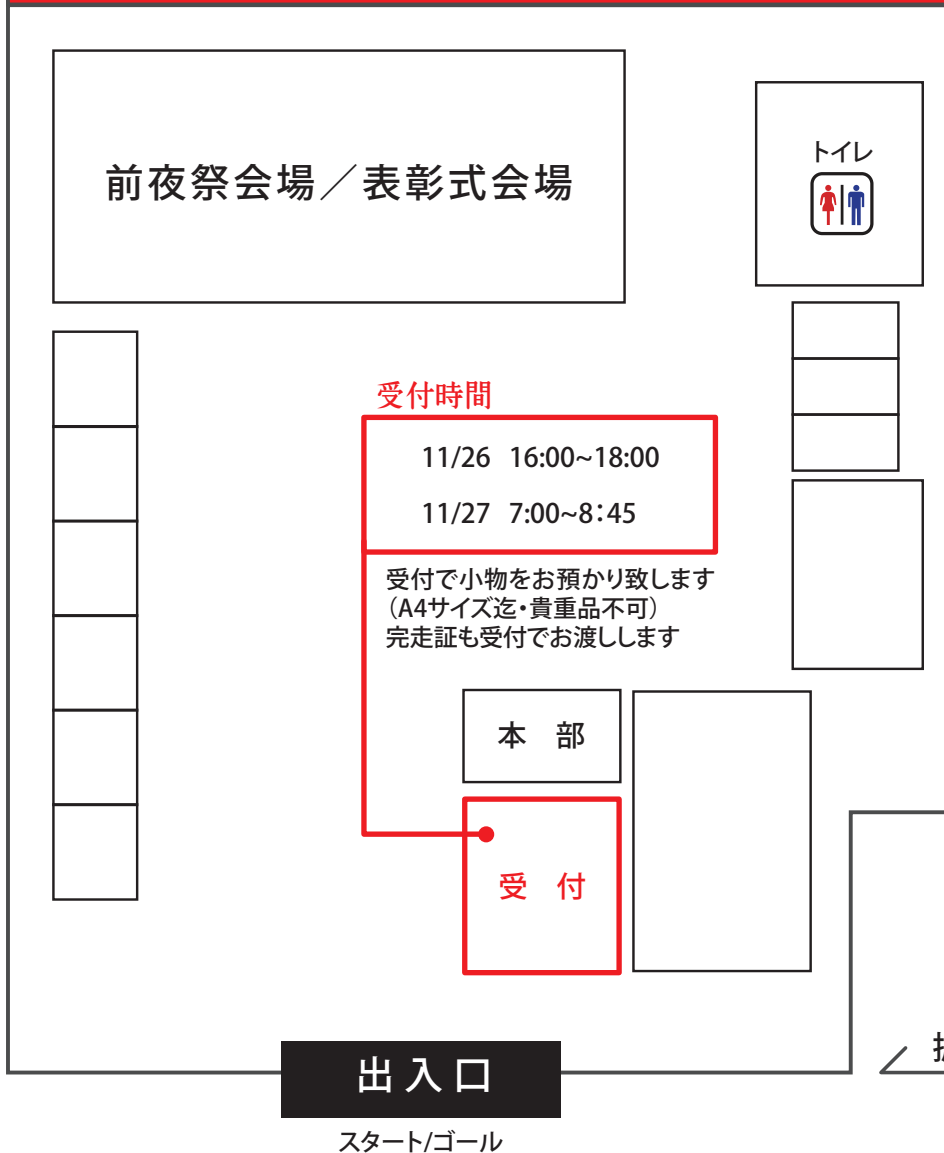 前夜祭会場／表彰式会場
トイレ
受付時間
11/26 16:00~18:00
11/27 7:00~8：45
受付で小物をお預かり致します
（A4サイズ迄・貴重品不可）
完走証も受付でお渡しします
本 部
受 付
出入口
スタート/ゴール